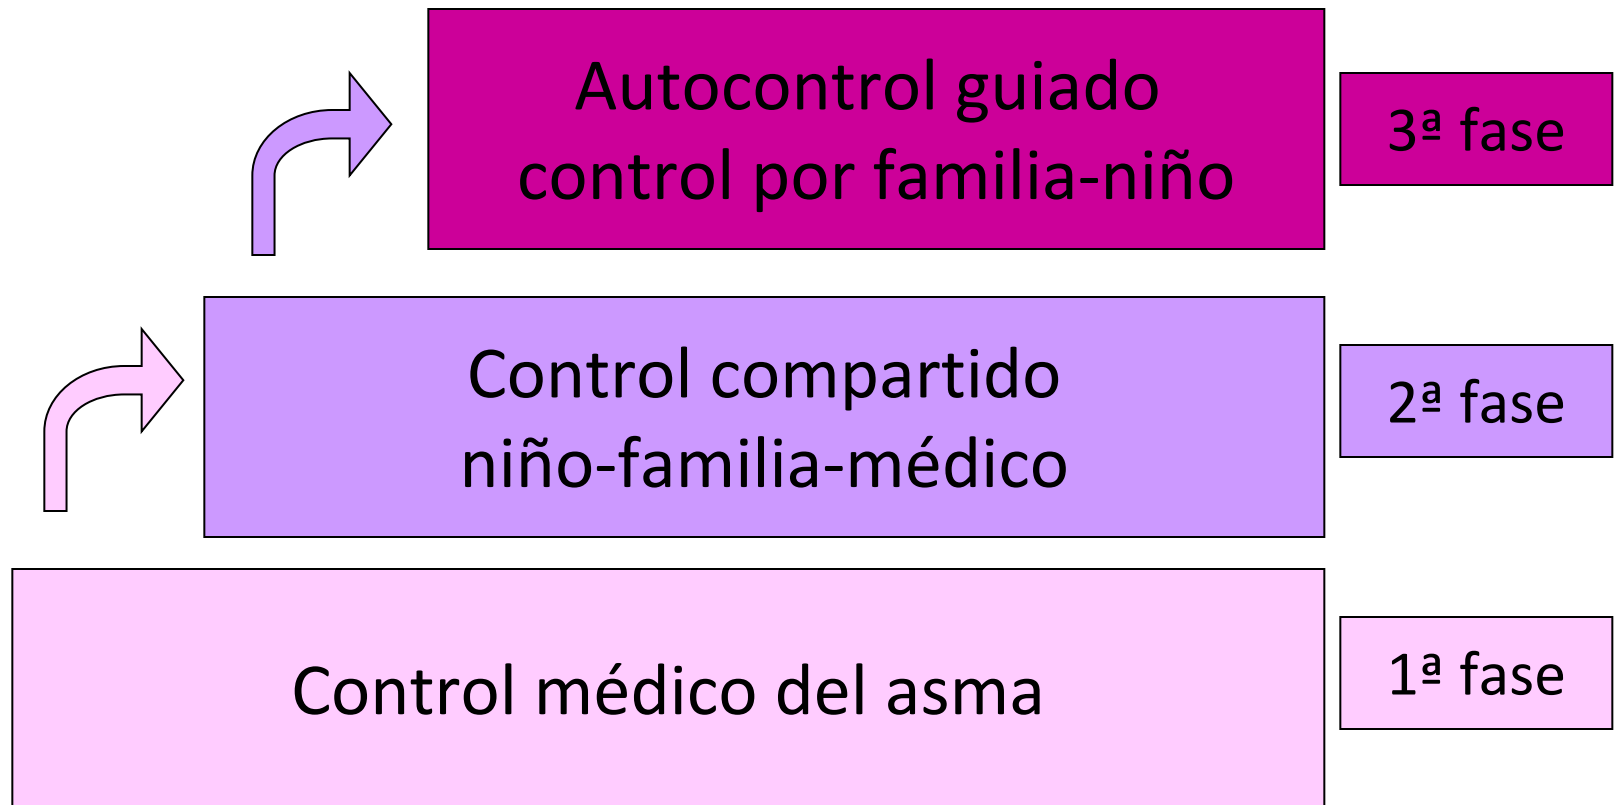 Autocontrol guiado
control por familia-niño
3ª fase
Control compartido
niño-familia-médico
2ª fase
Control médico del asma
1ª fase